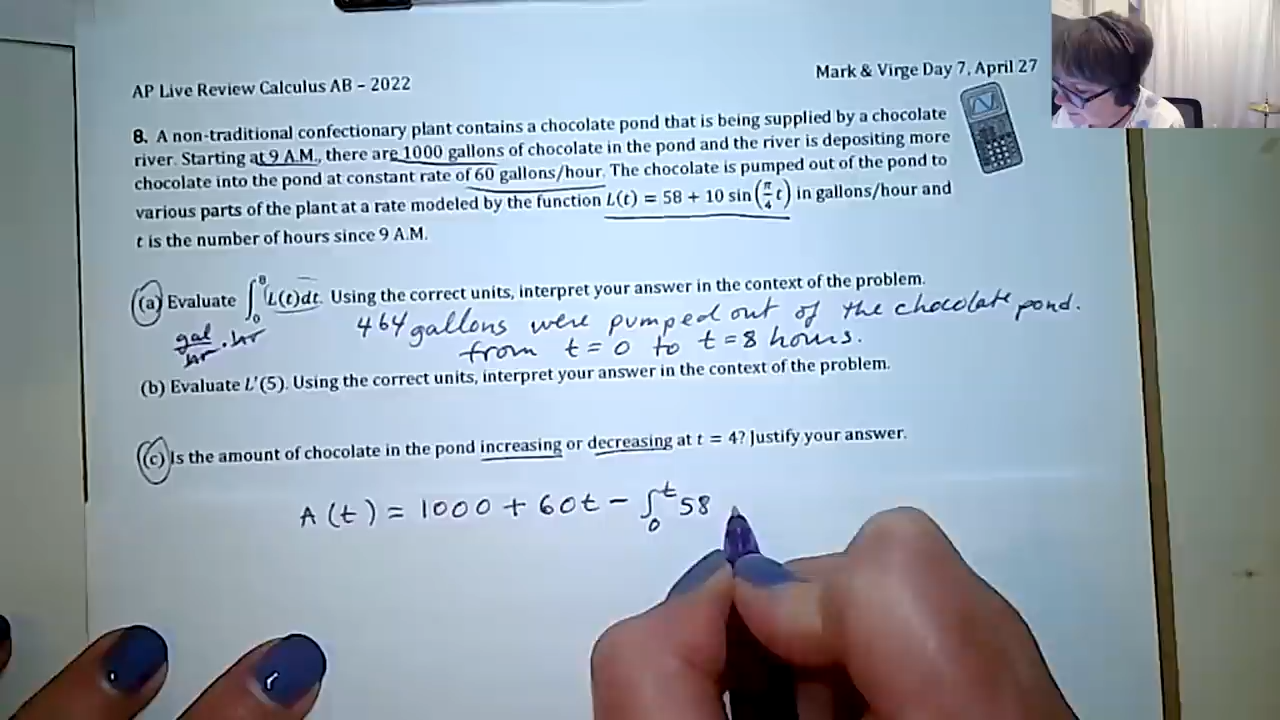 AP Live Review Calculus AB – 2022
Mark & Virge Day 7, April 27
8. A non-traditional confectionary plant contains a chocolate pond that is being supplied by a chocolate
river. Starting at 9 A.M., there are 1000 gallons of chocolate in the pond and the river is depositing more
chocolate into the pond at constant rate of 60 gallons/hour. The chocolate is pumped out of the pond to
various parts of the plant at a rate modeled by the function L(t) = 58 + 10 sin(π/4 t) in gallons/hour and
t is the number of hours since 9 A.M.
(a) Evaluate ∫₀⁸ L(t)dt. Using the correct units, interpret your answer in the context of the problem.
gal/hr · hr
464 gallons were pumped out of the chocolate pond.
from t = 0 to t = 8 hours.
(b) Evaluate L'(5). Using the correct units, interpret your answer in the context of the problem.
(c) Is the amount of chocolate in the pond increasing or decreasing at t = 4? Justify your answer.
A(t) = 1000 + 60t − ∫₀ᵗ 58